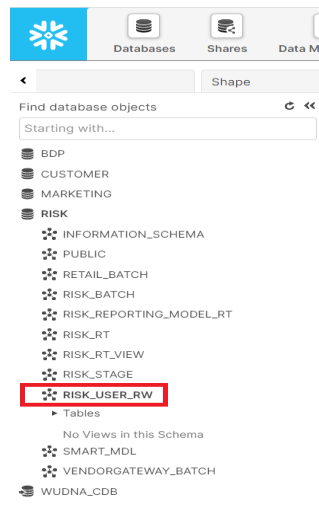 Databases
Shares
Data M
Shape
Find database objects
Starting with...
BDP
CUSTOMER
MARKETING
RISK
INFORMATION_SCHEMA
PUBLIC
RETAIL_BATCH
RISK_BATCH
RISK_REPORTING_MODEL_RT
RISK_RT
RISK_RT_VIEW
RISK_STAGE
RISK_USER_RW
Tables
No Views in this Schema
SMART_MDL
VENDORGATEWAY_BATCH
WUDNA_CDB